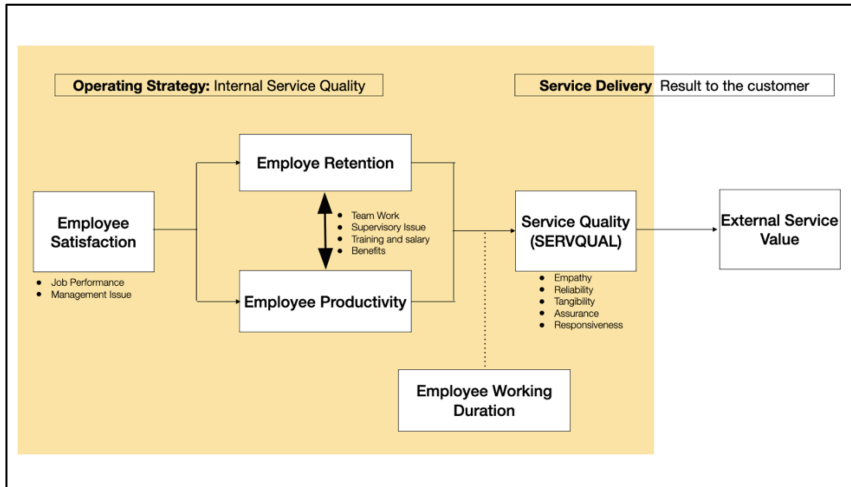 Operating Strategy: Internal Service Quality
Service Delivery Result to the customer
Employe Retention
Team Work
Supervisory Issue
Training and salary
Benefits
Employee
Satisfaction
Job Performance
Management Issue
Employee Productivity
Service Quality
(SERVQUAL)
Empathy
Reliability
Tangibility
Assurance
Responsiveness
External Service
Value
Employee Working
Duration